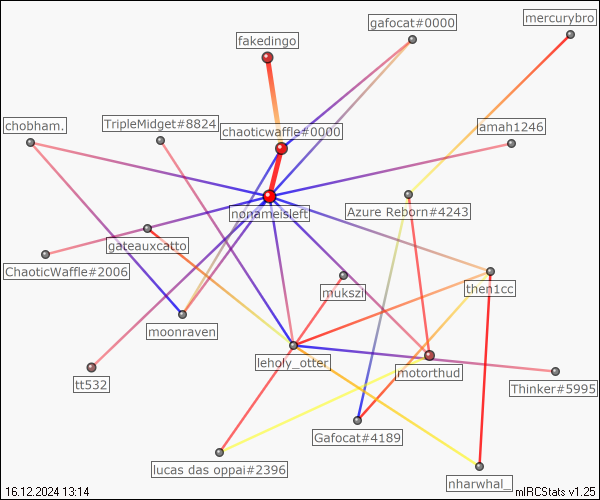 mercurybro
gafocat#0000
fakedingo
chobham.
TripleMidget#8824
chaoticwaffle#0000
amah1246
nonameisleft
Azure Reborn#4243
gateauxcatto
ChaoticWaffle#2006
mukszi
then1cc
moonraven
leholy_otter
motorthud
tt532
Thinker#5995
Gafocat#4189
lucas das oppai#2396
nharwhal_
16.12.2024 13:14
mIRCStats v1.25